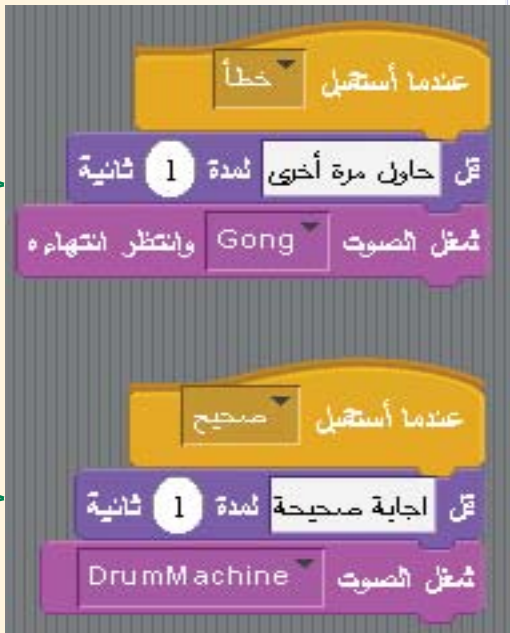 عندما أستقبل خطأ
قل حاول مرة أخرى لمدة 1 ثانية
شغل الصوت Gong وانتظر انتهاءه
عندما أستقبل صحيح
قل اجابة صحيحة لمدة 1 ثانية
شغل الصوت DrumMachine